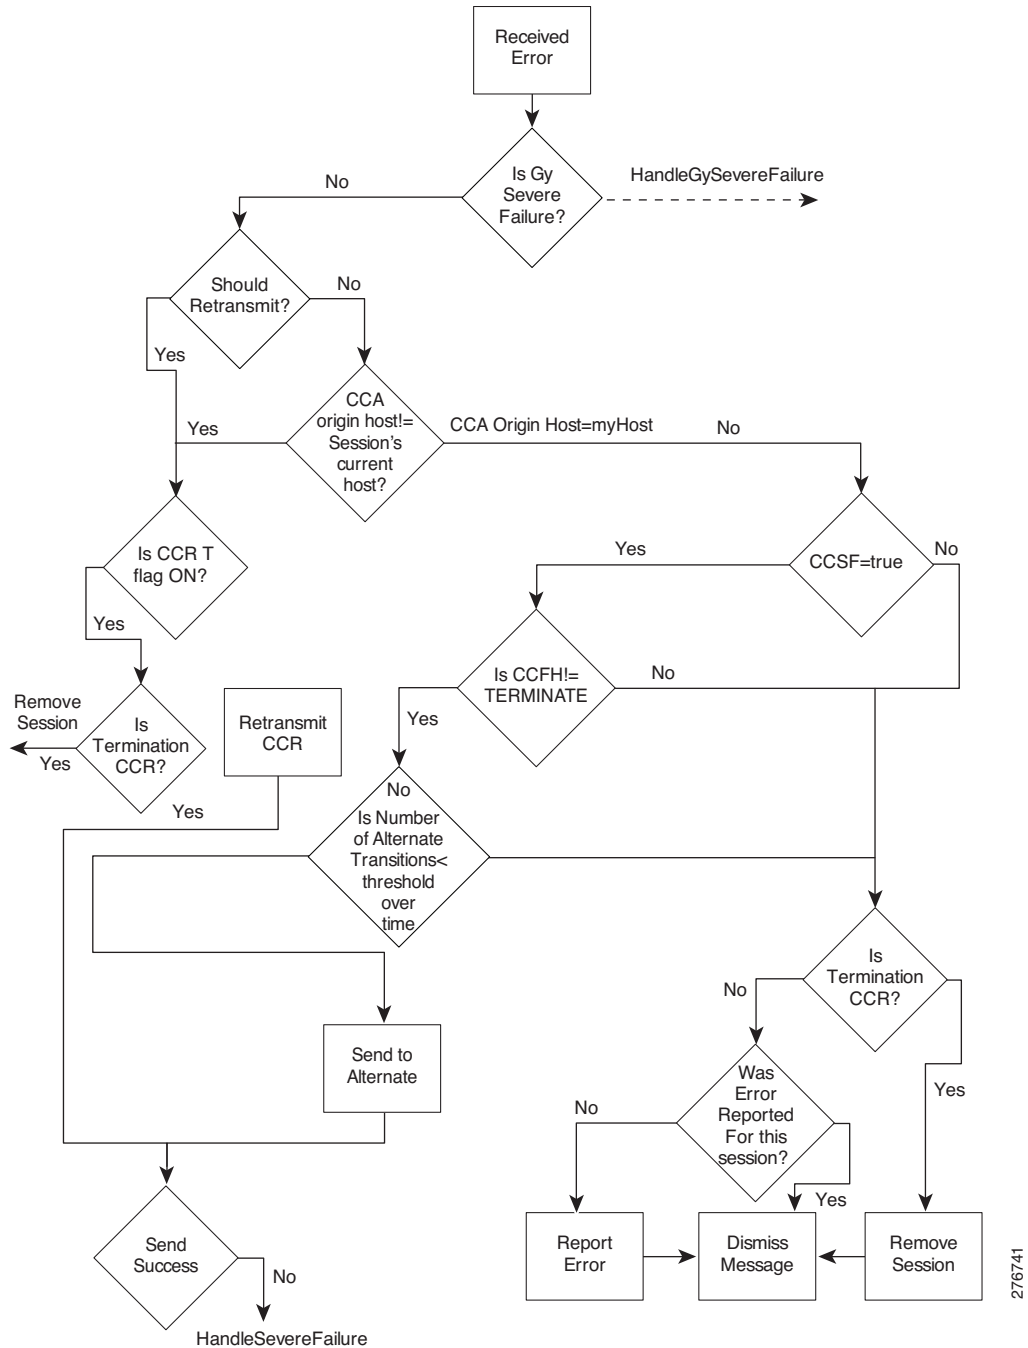 Received
Error
Is Gy
Severe
Failure?
HandleGySevereFailure
No
Should
Retransmit?
No
Yes
CCA
origin host!=
Session's
current
host?
Yes
CCA Origin Host=myHost
No
Is CCR T
flag ON?
Yes
CCSF=true
No
Yes
Is CCFH!=
TERMINATE
No
Remove
Session
Yes
Is
Termination
CCR?
Retransmit
CCR
Yes
Yes
No
Is Number
of Alternate
Transitions<
threshold
over
time
Is
Termination
CCR?
No
Yes
Send to
Alternate
Was
Error
Reported
For this
session?
No
Yes
Send
Success
No
HandleSevereFailure
Report
Error
Dismiss
Message
Remove
Session
276741